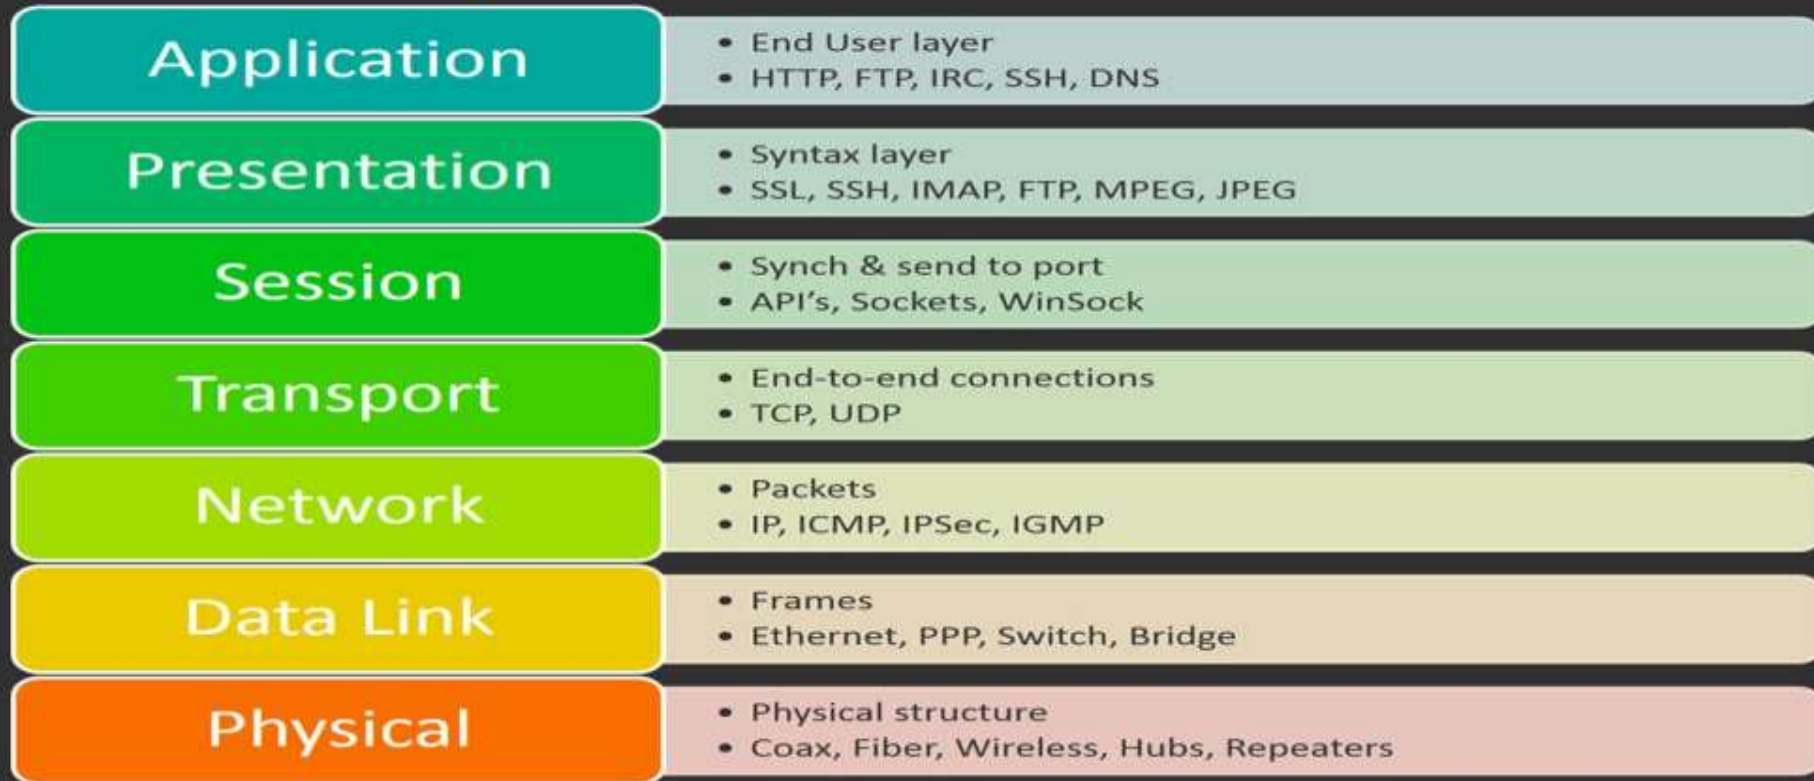 Application
• End User layer
• HTTP, FTP, IRC, SSH, DNS
Presentation
• Syntax layer
• SSL, SSH, IMAP, FTP, MPEG, JPEG
Session
• Synch & send to port
• API’s, Sockets, WinSock
Transport
• End-to-end connections
• TCP, UDP
Network
• Packets
• IP, ICMP, IPSec, IGMP
Data Link
• Frames
• Ethernet, PPP, Switch, Bridge
Physical
• Physical structure
• Coax, Fiber, Wireless, Hubs, Repeaters